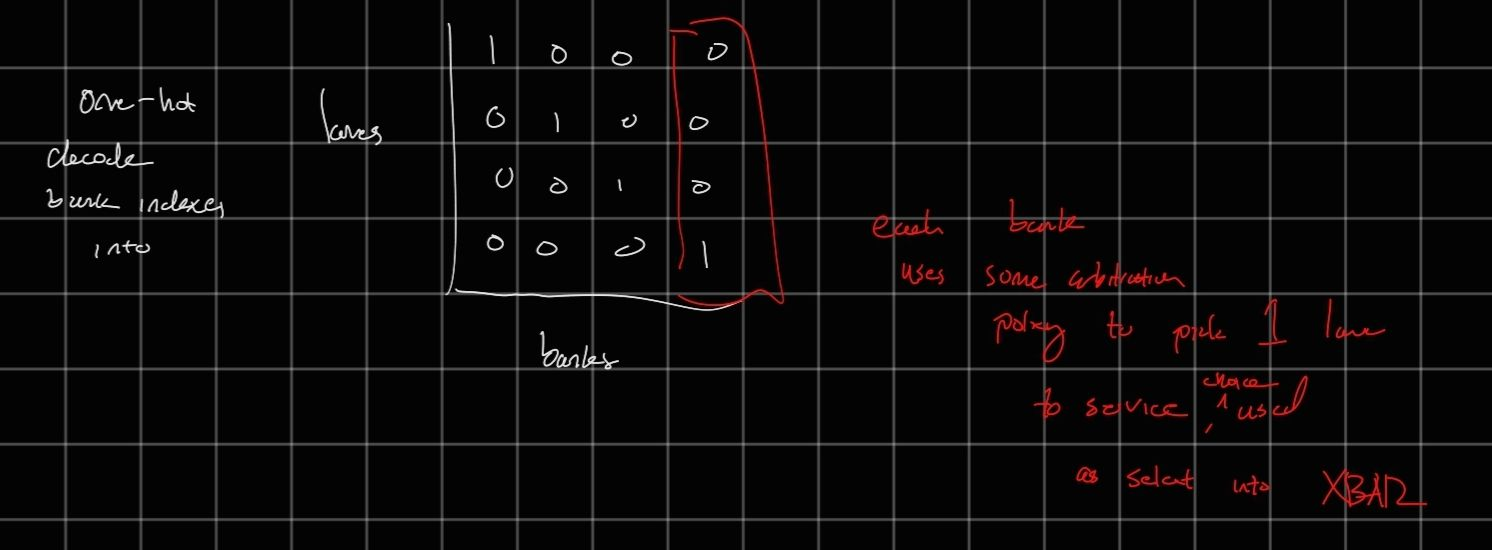 One-hot
decode
bank indexes
into
lanes
1 0 0 0
0 1 0 0
0 0 1 0
0 0 0 1
banks
each bank
uses some arbitration
policy to pick 1 lane
to service, choice used
as select into XBAR